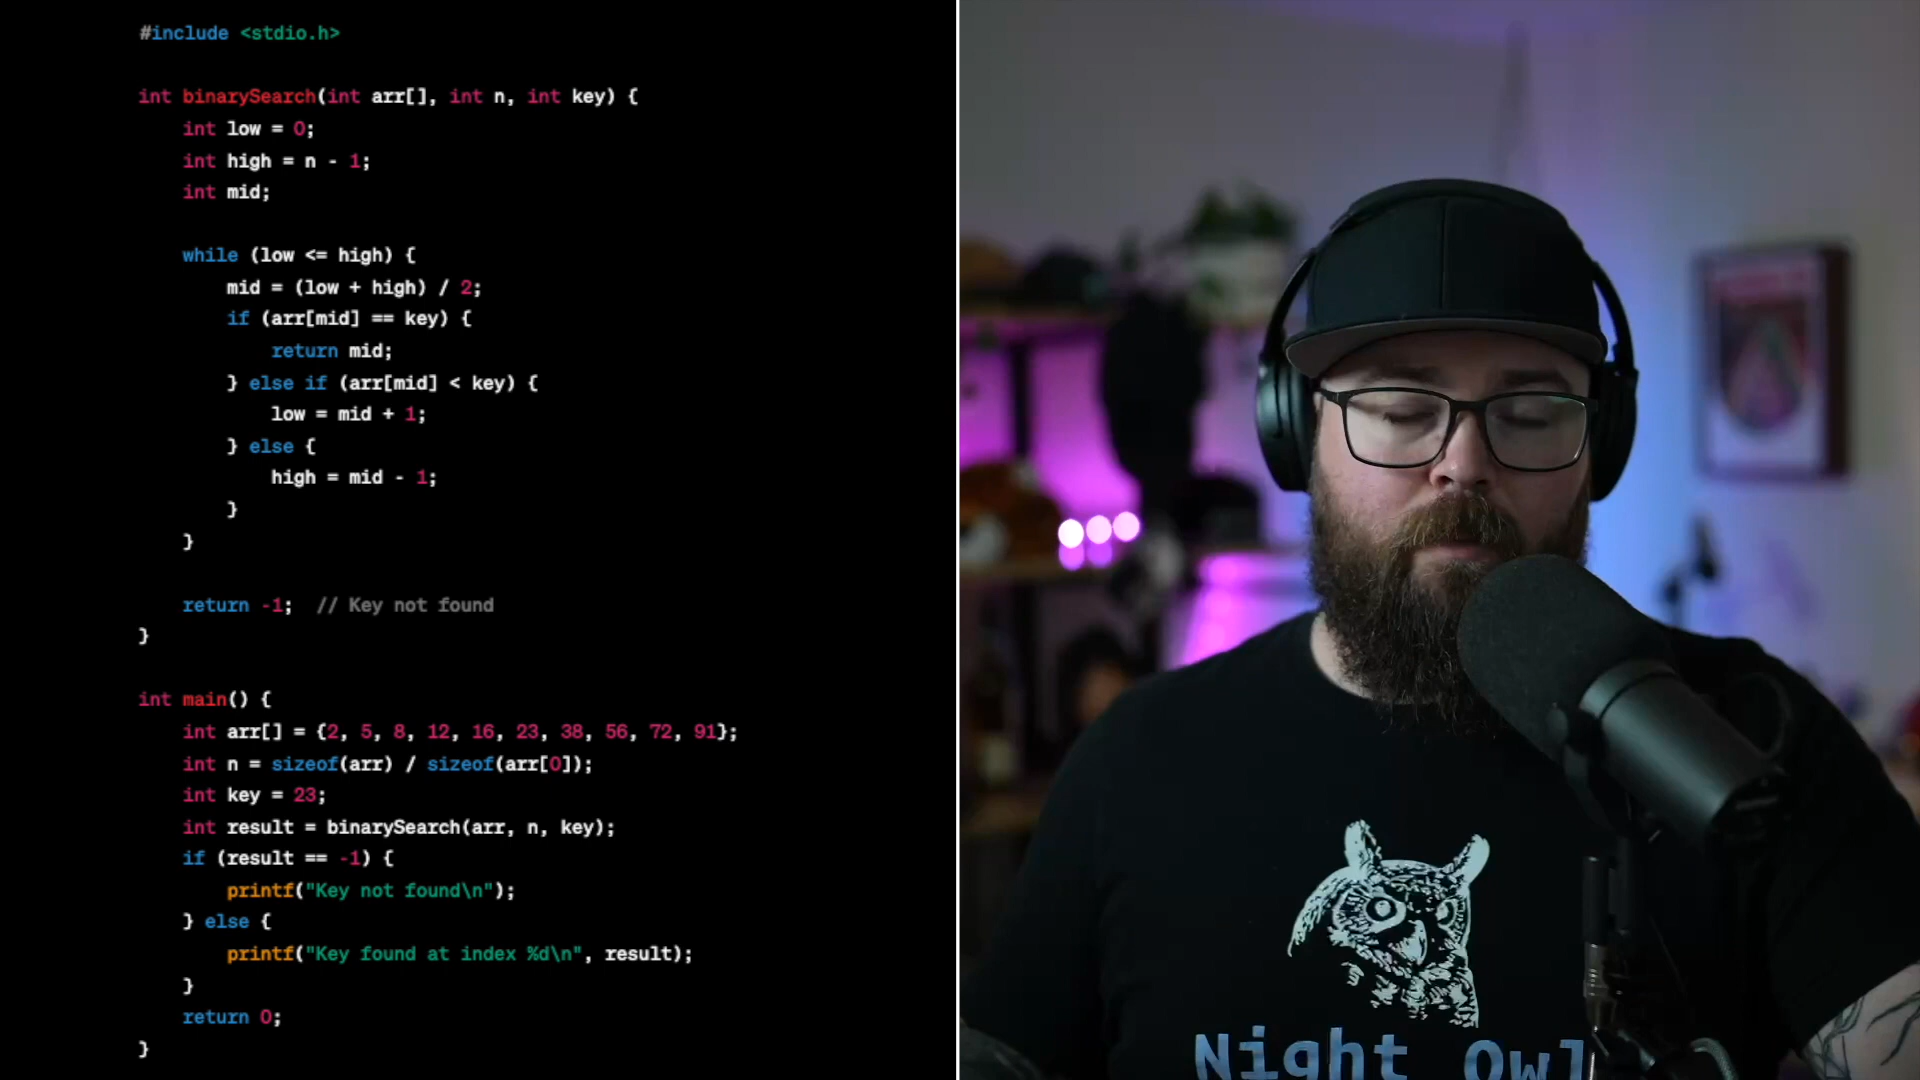 #include <stdio.h>
int binarySearch(int arr[], int n, int key) {
    int low = 0;
    int high = n - 1;
    int mid;
    while (low <= high) {
        mid = (low + high) / 2;
        if (arr[mid] == key) {
            return mid;
        } else if (arr[mid] < key) {
            low = mid + 1;
        } else {
            high = mid - 1;
        }
    }
    return -1;  // Key not found
}
int main() {
    int arr[] = {2, 5, 8, 12, 16, 23, 38, 56, 72, 91};
    int n = sizeof(arr) / sizeof(arr[0]);
    int key = 23;
    int result = binarySearch(arr, n, key);
    if (result == -1) {
        printf("Key not found\n");
    } else {
        printf("Key found at index %d\n", result);
    }
    return 0;
}
Night Owl